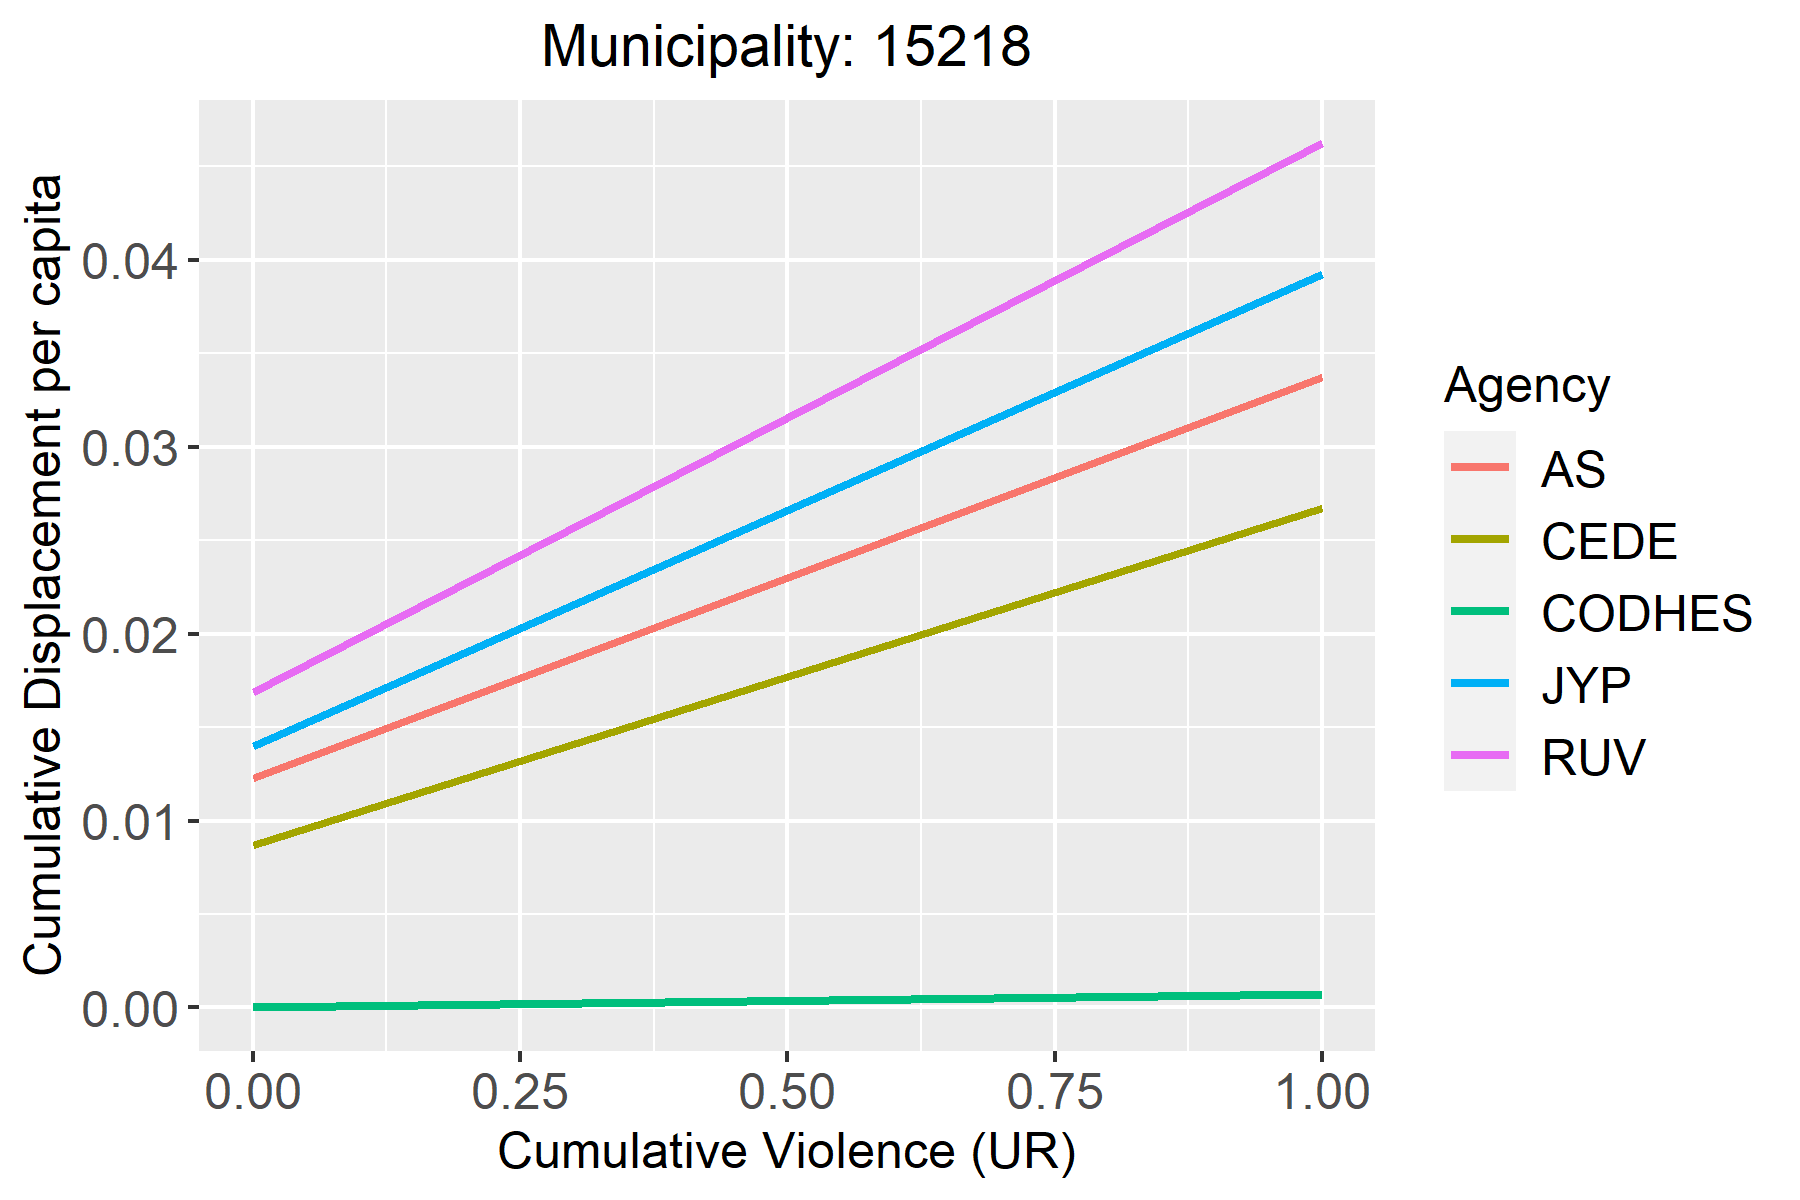 Municipality: 15218
Cumulative Displacement per capita
0.04
0.03
0.02
0.01
0.00
0.00 0.25 0.50 0.75 1.00
Cumulative Violence (UR)
Agency
AS
CEDE
CODHES
JYP
RUV